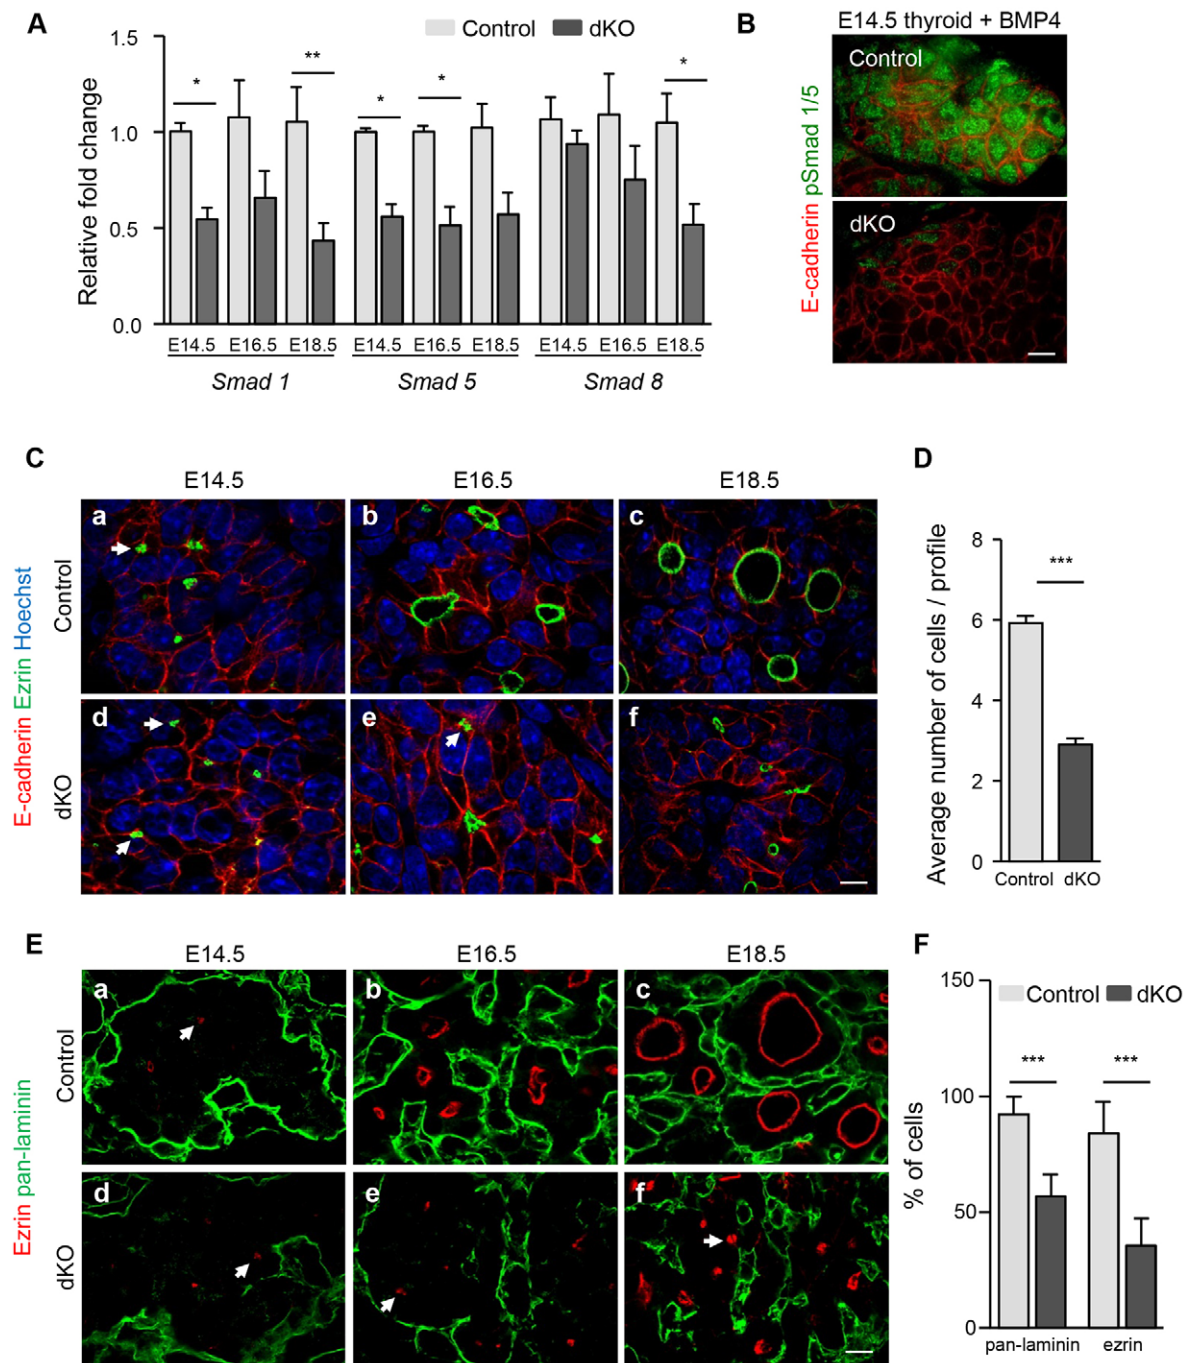 A
Control dKO
Relative fold change
1.5
1.0
0.5
0.0
* ** * * *
E14.5 E16.5 E18.5 E14.5 E16.5 E18.5 E14.5 E16.5 E18.5
Smad 1 Smad 5 Smad 8
B
E14.5 thyroid + BMP4
E-cadherin pSmad 1/5
Control
dKO
C
E14.5 E16.5 E18.5
E-cadherin Ezrin Hoechst
Control
a b c
dKO
d e f
D
Average number of cells / profile
8
6
4
2
0
***
Control dKO
E
E14.5 E16.5 E18.5
Ezrin pan-laminin
Control
a b c
dKO
d e f
F
% of cells
150
100
50
0
Control dKO
*** ***
pan-laminin ezrin